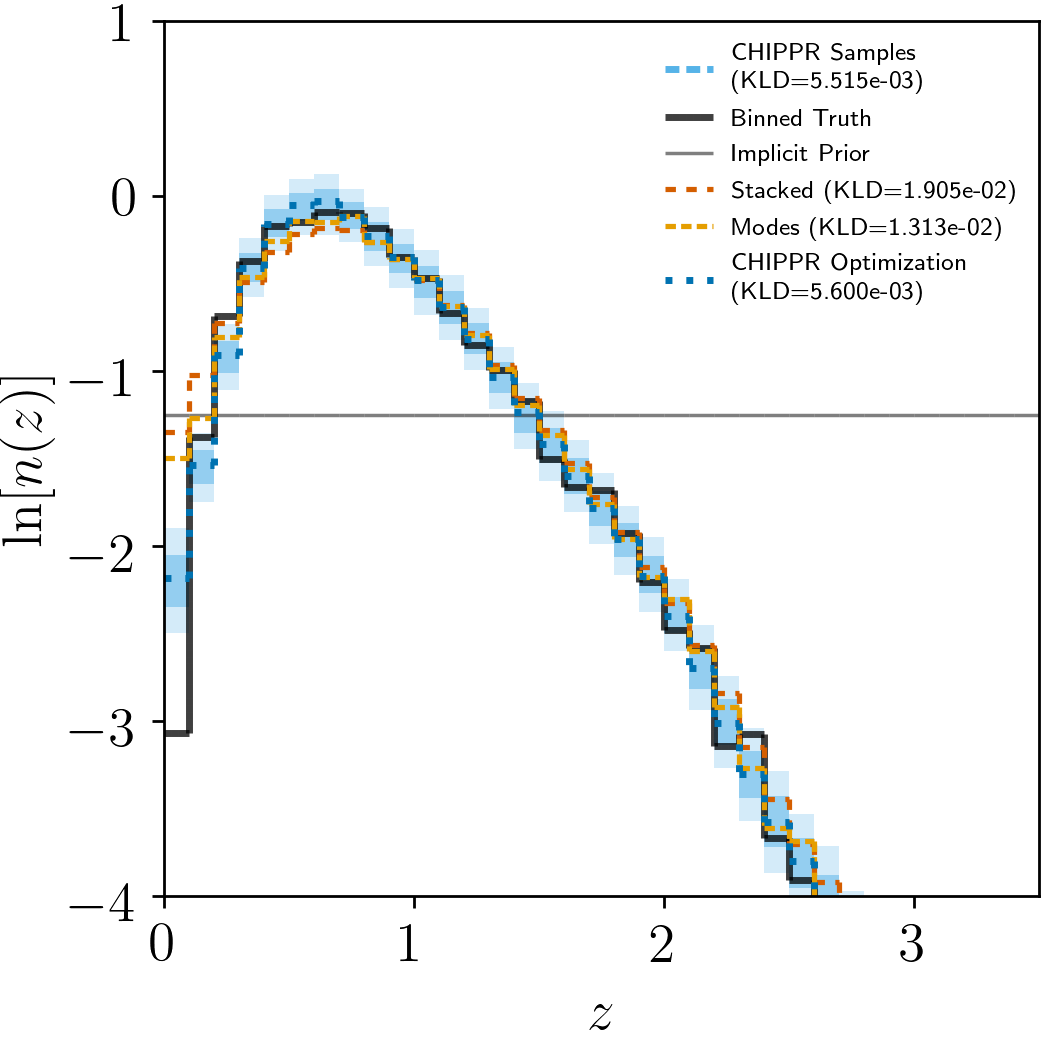 1
0
−1
−2
−3
−4
ln[n(z)]
CHIPPR Samples
(KLD=5.515e-03)
Binned Truth
Implicit Prior
Stacked (KLD=1.905e-02)
Modes (KLD=1.313e-02)
CHIPPR Optimization
(KLD=5.600e-03)
0 1 2 3
z